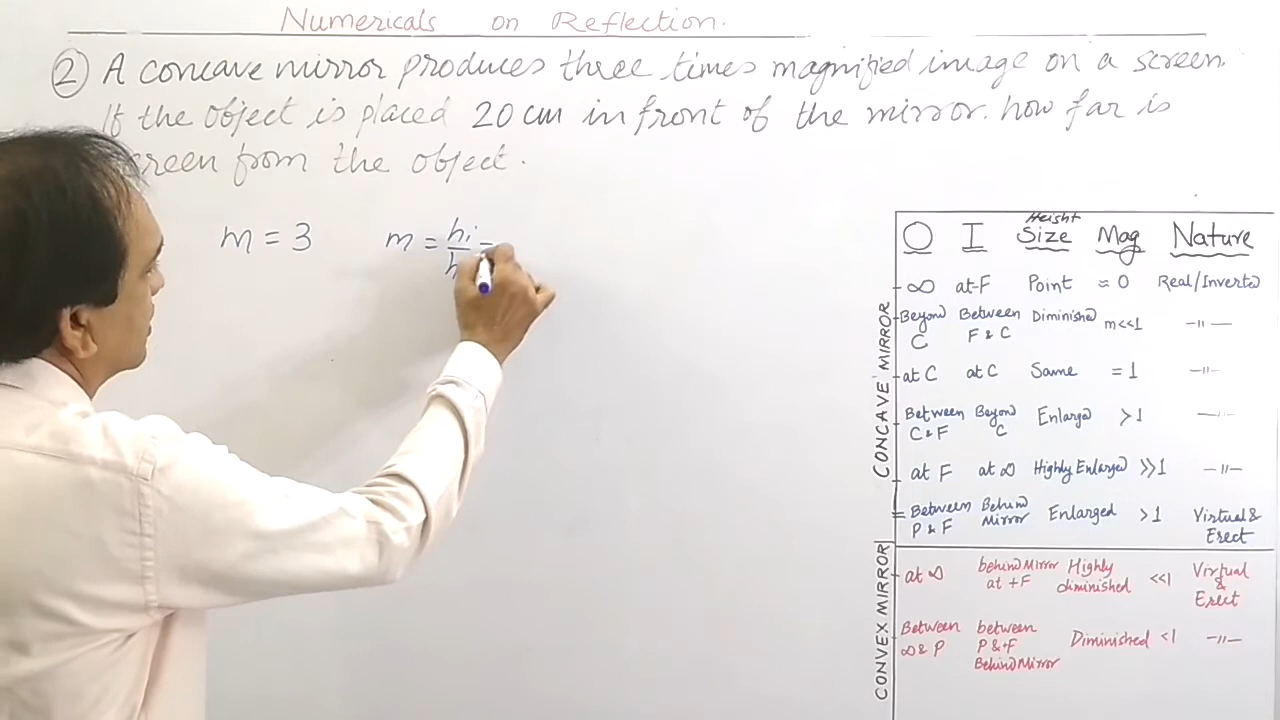 Numericals on Reflection.
② A concave mirror produces three times magnified image on a screen.
If the object is placed 20 cm in front of the mirror. how far is
screen from the object.
m = 3 m = hi =
h
Height
O I Size Mag Nature
CONCAVE MIRROR
∞ at-F Point ≈ 0 Real/Inverted
Beyond C Between F & C Diminished m<<1 -"-
at C at C Same = 1 -"-
Between C & F Beyond C Enlarged >1 -"-
at F at ∞ Highly Enlarged >>1 -"-
Between P & F Behind Mirror Enlarged >1 Virtual & Erect
CONVEX MIRROR
at ∞ behind Mirror at +F Highly diminished <<1 Virtual & Erect
Between ∞ & P between P & F Behind Mirror Diminished <1 -"-